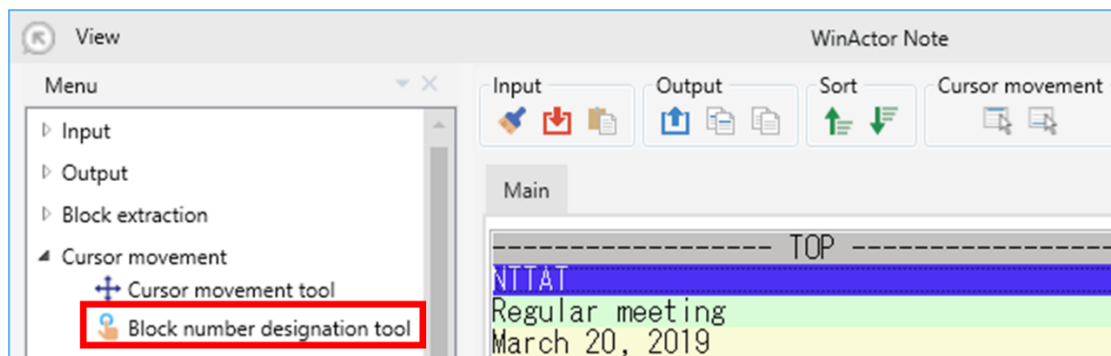 View
WinActor Note
Menu
Input
Output
Block extraction
Cursor movement
Cursor movement tool
Block number designation tool
Input
Output
Sort
Cursor movement
Main
------------------ TOP -----------------
NTTAT
Regular meeting
March 20, 2019